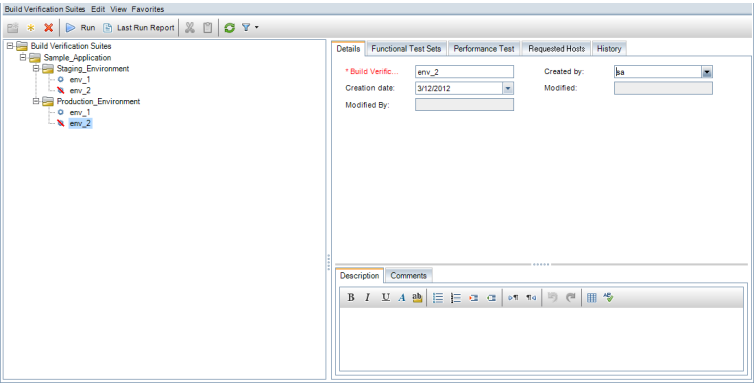 Build Verification Suites Edit View Favorites
Run Last Run Report
Build Verification Suites
Sample_Application
Staging_Environment
env_1
env_2
Production_Environment
env_1
env_2
Details Functional Test Sets Performance Test Requested Hosts History
* Build Verific... env_2 Created by: sa
Creation date: 3/12/2012 Modified:
Modified By:
Description Comments
B I U A ab